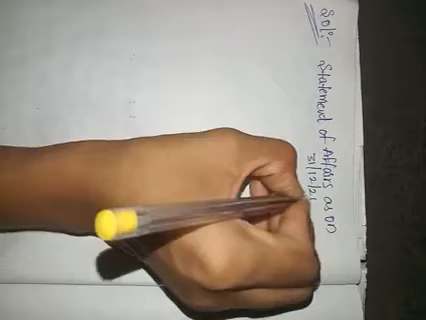 Sol:-
Statement of Affairs as on
31/12/21